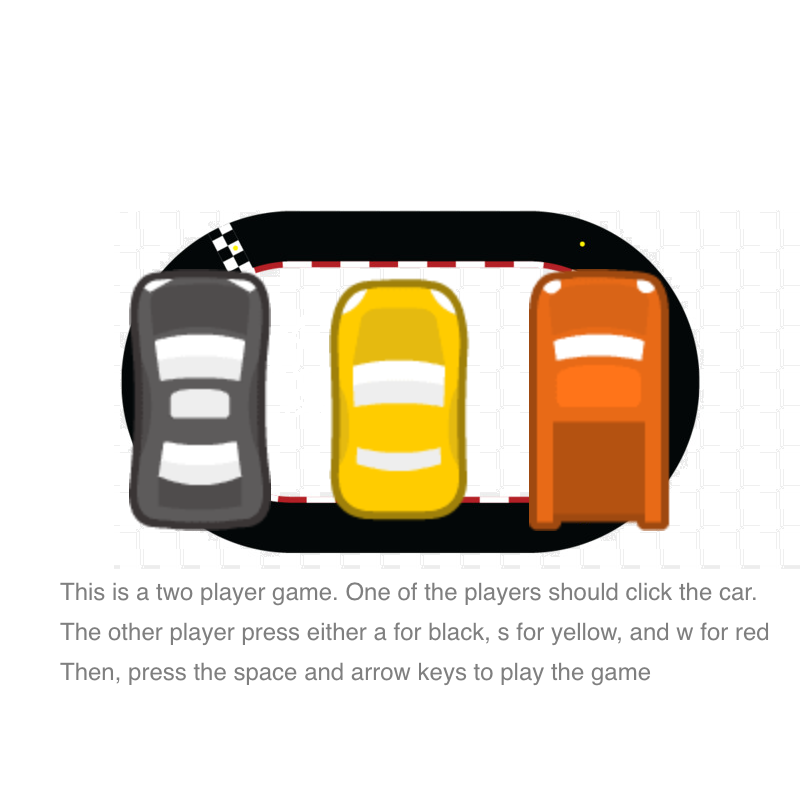 This is a two player game. One of the players should click the car.
The other player press either a for black, s for yellow, and w for red
Then, press the space and arrow keys to play the game